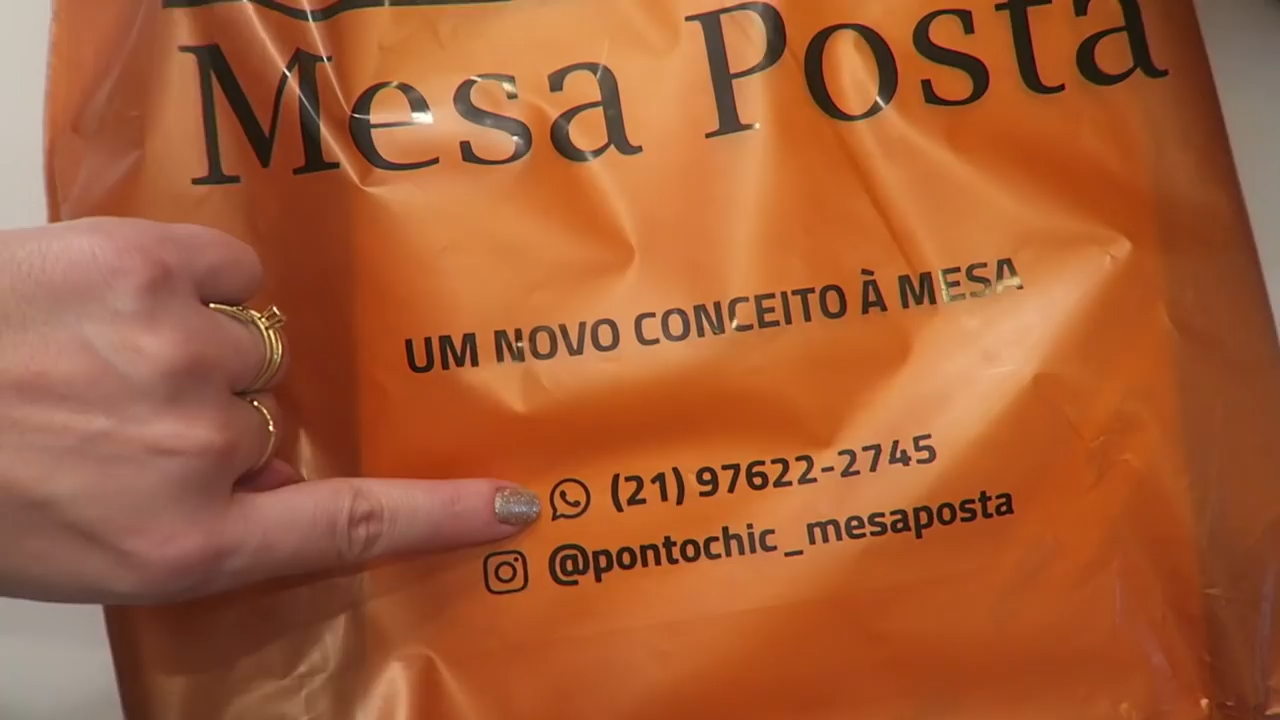 Mesa Posta
UM NOVO CONCEITO À MESA
(21) 97622-2745
@pontochic_mesaposta